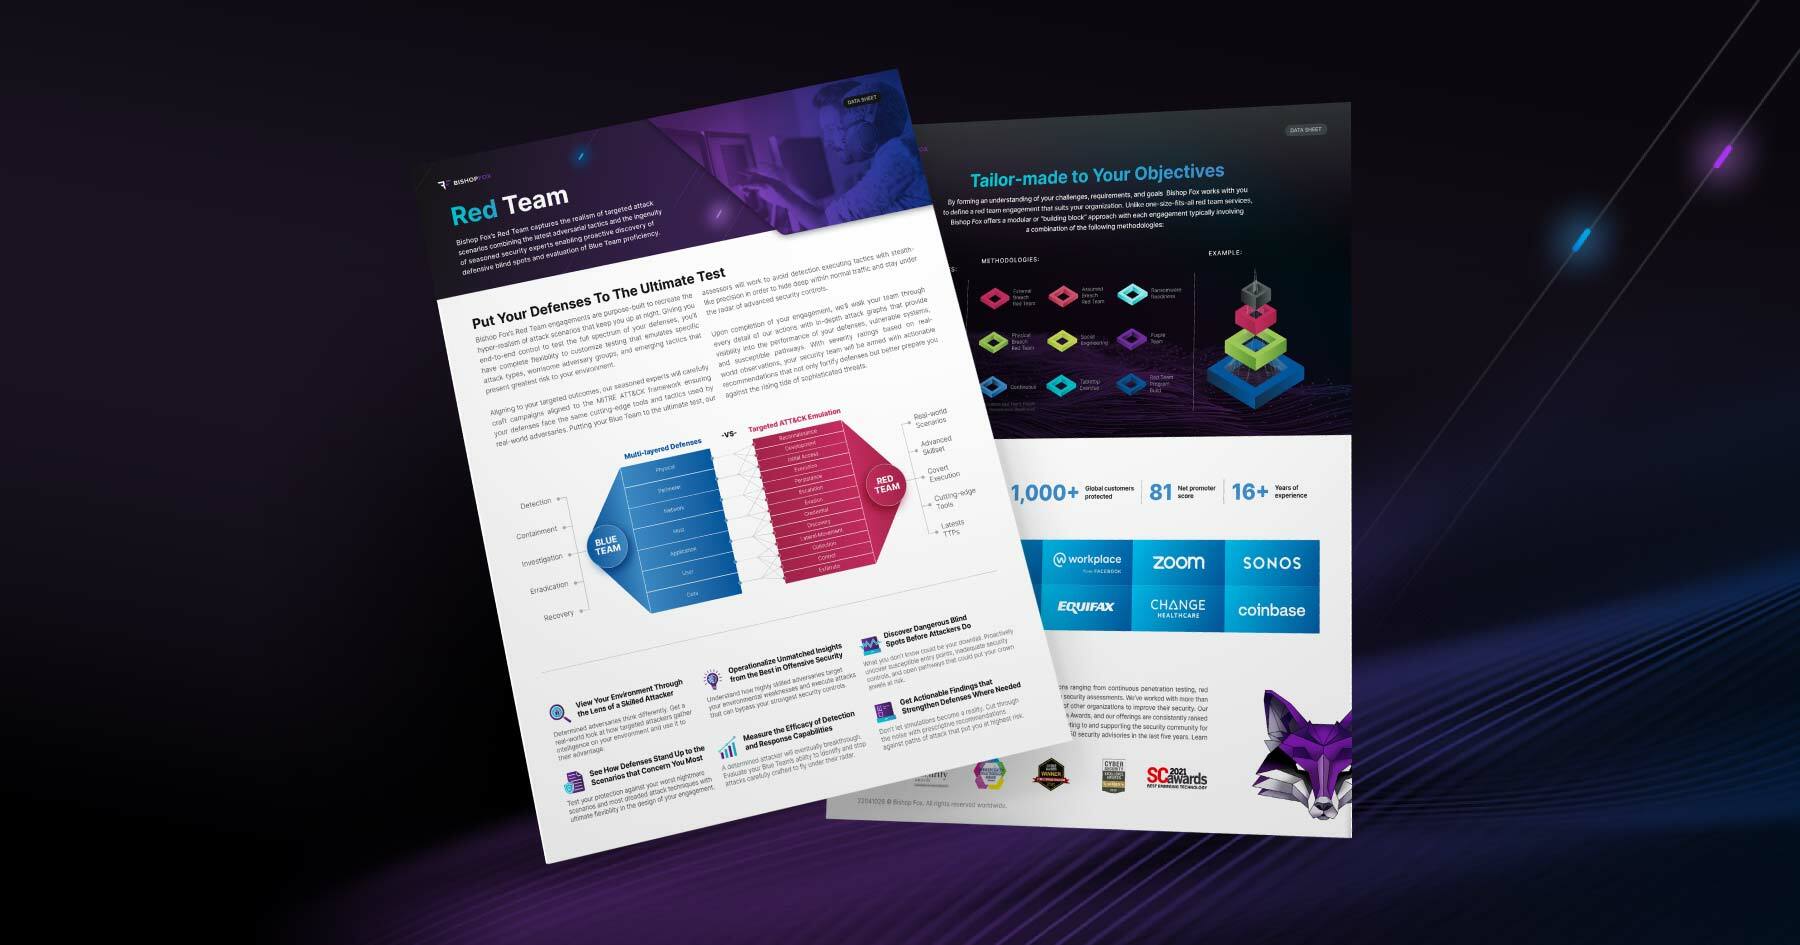 DATA SHEET
BISHOPFOX
Red Team
Bishop Fox's Red Team captures the realism of targeted attack
scenarios combining the latest adversarial tactics and the ingenuity
of seasoned security experts enabling proactive discovery of
defensive blind spots and evaluation of Blue Team proficiency.
Put Your Defenses To The Ultimate Test
Bishop Fox's Red Team engagements are purpose-built to recreate the
hyper-realism of attack scenarios that keep you up at night. Giving you
end-to-end control to test the full spectrum of your defenses, you'll
have complete flexibility to customize testing that emulates specific
attack types, worrisome adversary groups, and emerging tactics that
present greatest risk to your environment.
Aligning to your targeted outcomes, our seasoned experts will carefully
craft campaigns aligned to the MITRE ATT&CK framework ensuring
your defenses face the same cutting-edge tools and tactics used by
real-world adversaries. Putting your Blue Team to the ultimate test, our
assessors will work to avoid detection executing tactics with stealth-
like precision in order to hide deep within normal traffic and stay under
the radar of advanced security controls.
Upon completion of your engagement, we'll walk your team through
every detail of our actions with in-depth attack graphs that provide
visibility into the performance of your defenses, vulnerable systems,
and susceptible pathways. With severity ratings based on real-
world observations, your security team will be armed with actionable
recommendations that not only fortify defenses but better prepare you
against the rising tide of sophisticated threats.
Multi-layered Defenses
-VS-
Targeted ATT&CK Emulation
Detection
Containment
Investigation
Erradication
Recovery
BLUE
TEAM
Physical
Perimeter
Network
Host
Application
User
Data
Reconnaissance
Development
Initial Access
Execution
Persistance
Escalation
Evasion
Credential
Discovery
Lateral-Movement
Collection
Control
Exfiltrate
RED
TEAM
Real-world
Scenarios
Advanced
Skillset
Covert
Execution
Cutting-edge
Tools
Latests
TTPs
View Your Environment Through
the Lens of a Skilled Attacker
Determined adversaries think differently. Get a
real-world look at how targeted attackers gather
intelligence on your environment and use it to
their advantage.
Operationalize Unmatched Insights
from the Best in Offensive Security
Understand how highly skilled adversaries target
your environmental weaknesses and execute attacks
that can bypass your strongest security controls.
Discover Dangerous Blind
Spots Before Attackers Do
What you don't know could be your downfall. Proactively
uncover susceptible entry points, inadequate security
controls, and open pathways that could put your crown
jewels at risk.
See How Defenses Stand Up to the
Scenarios that Concern You Most
Test your protection against your worst nightmare
scenarios and most dreaded attack techniques with
ultimate flexibility in the design of your engagement.
Measure the Efficacy of Detection
and Response Capabilities
A determined attacker will eventually breakthrough.
Evaluate your Blue Team's ability to identify and stop
attacks carefully crafted to fly under their radar.
Get Actionable Findings that
Strengthen Defenses Where Needed
Don't let simulations become a reality. Cut through
the noise with prescriptive recommendations
against paths of attack that put you at highest risk.
DATA SHEET
Tailor-made to Your Objectives
By forming an understanding of your challenges, requirements, and goals Bishop Fox works with you
to define a red team engagement that suits your organization. Unlike one-size-fits-all red team services,
Bishop Fox offers a modular or "building block" approach with each engagement typically involving
a combination of the following methodologies:
METHODOLOGIES:
EXAMPLE:
External
Breach
Red Team
Assumed
Breach
Red Team
Ransomware
Readiness
Physical
Breach
Red Team
Social
Engineering
Purple
Team
Continuous
Tabletop
Exercise
Red Team
Program
Build
1,000+ Global customers
protected
81 Net promoter
score
16+ Years of
experience
workplace
from FACEBOOK
zoom
SONOS
EQUIFAX
CHANGE
HEALTHCARE
coinbase
ranging from continuous penetration testing, red
security assessments. We've worked with more than
of other organizations to improve their security. Our
Awards, and our offerings are consistently ranked
to and supporting the security community for
security advisories in the last five years. Learn
WINNER
CYBER
SECURITY
EXCELLENCE
AWARDS
SC 2021
awards
BEST EMERGING TECHNOLOGY
© Bishop Fox. All rights reserved worldwide.